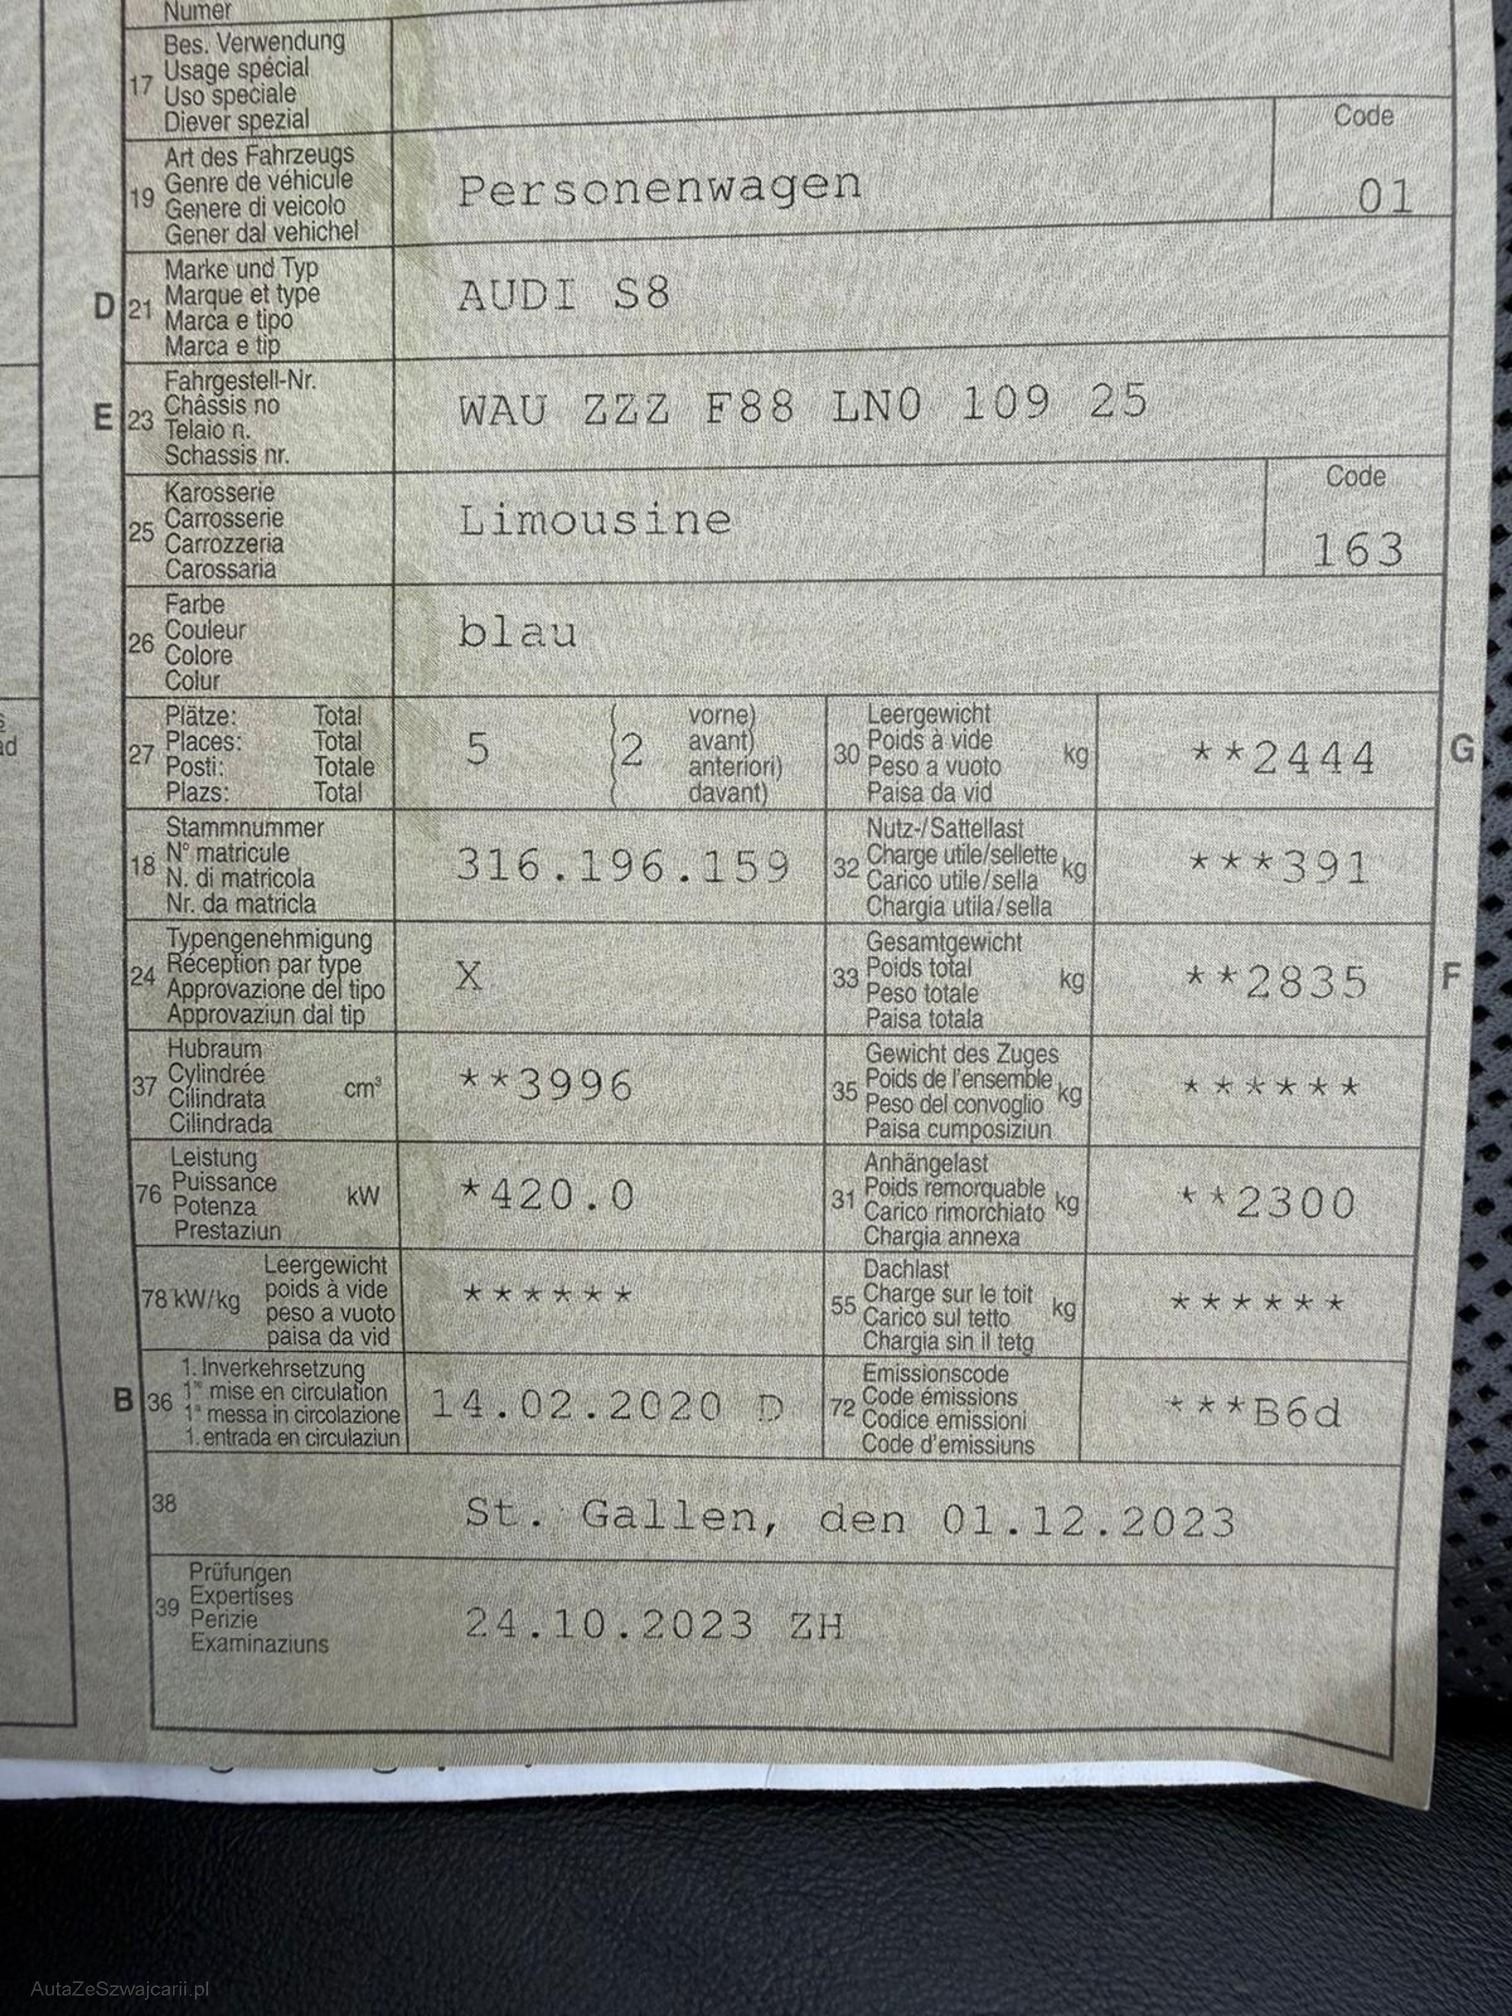 Numer
17 Bes. Verwendung
Usage spécial
Uso speciale
Diever spezial
19 Art des Fahrzeugs
Genre de véhicule
Genere di veicolo
Gener dal vehichel
Personenwagen
Code
01
D 21 Marke und Typ
Marque et type
Marca e tipo
Marca e tip
AUDI S8
E 23 Fahrgestell-Nr.
Châssis no
Telaio n.
Schassis nr.
WAU ZZZ F88 LN0 109 25
25 Karosserie
Carrosserie
Carrozzeria
Carossaria
Limousine
Code
163
26 Farbe
Couleur
Colore
Colur
blau
27 Plätze: Total
Places: Total
Posti: Totale
Plazs: Total
5 (2 vorne)
avant)
anteriori)
davant)
30 Leergewicht
Poids à vide kg
Peso a vuoto
Paisa da vid
**2444 G
18 Stammnummer
N° matricule
N. di matricola
Nr. da matricla
316.196.159
32 Nutz-/Sattellast
Charge utile/sellette kg
Carico utile/sella
Chargia utila/sella
***391
24 Typengenehmigung
Réception par type
Approvazione del tipo
Approvaziun dal tip
X
33 Gesamtgewicht
Poids total kg
Peso totale
Paisa totala
**2835 F
37 Hubraum
Cylindrée cm³
Cilindrata
Cilindrada
**3996
35 Gewicht des Zuges
Poids de l'ensemble kg
Peso del convoglio
Paisa cumposiziun
******
76 Leistung
Puissance kW
Potenza
Prestaziun
*420.0
31 Anhängelast
Poids remorquable kg
Carico rimorchiato
Chargia annexa
**2300
78 kW/kg Leergewicht
poids à vide
peso a vuoto
paisa da vid
******
55 Dachlast
Charge sur le toit kg
Carico sul tetto
Chargia sin il tetg
******
B 36 1. Inverkehrsetzung
1re mise en circulation
1a messa in circolazione
1. entrada en circulaziun
14.02.2020 D
72 Emissionscode
Code émissions
Codice emissioni
Code d'emissiuns
***B6d
38 St. Gallen, den 01.12.2023
39 Prüfungen
Expertises
Perizie
Examinaziuns
24.10.2023 ZH
AutaZeSzwajcarii.pl